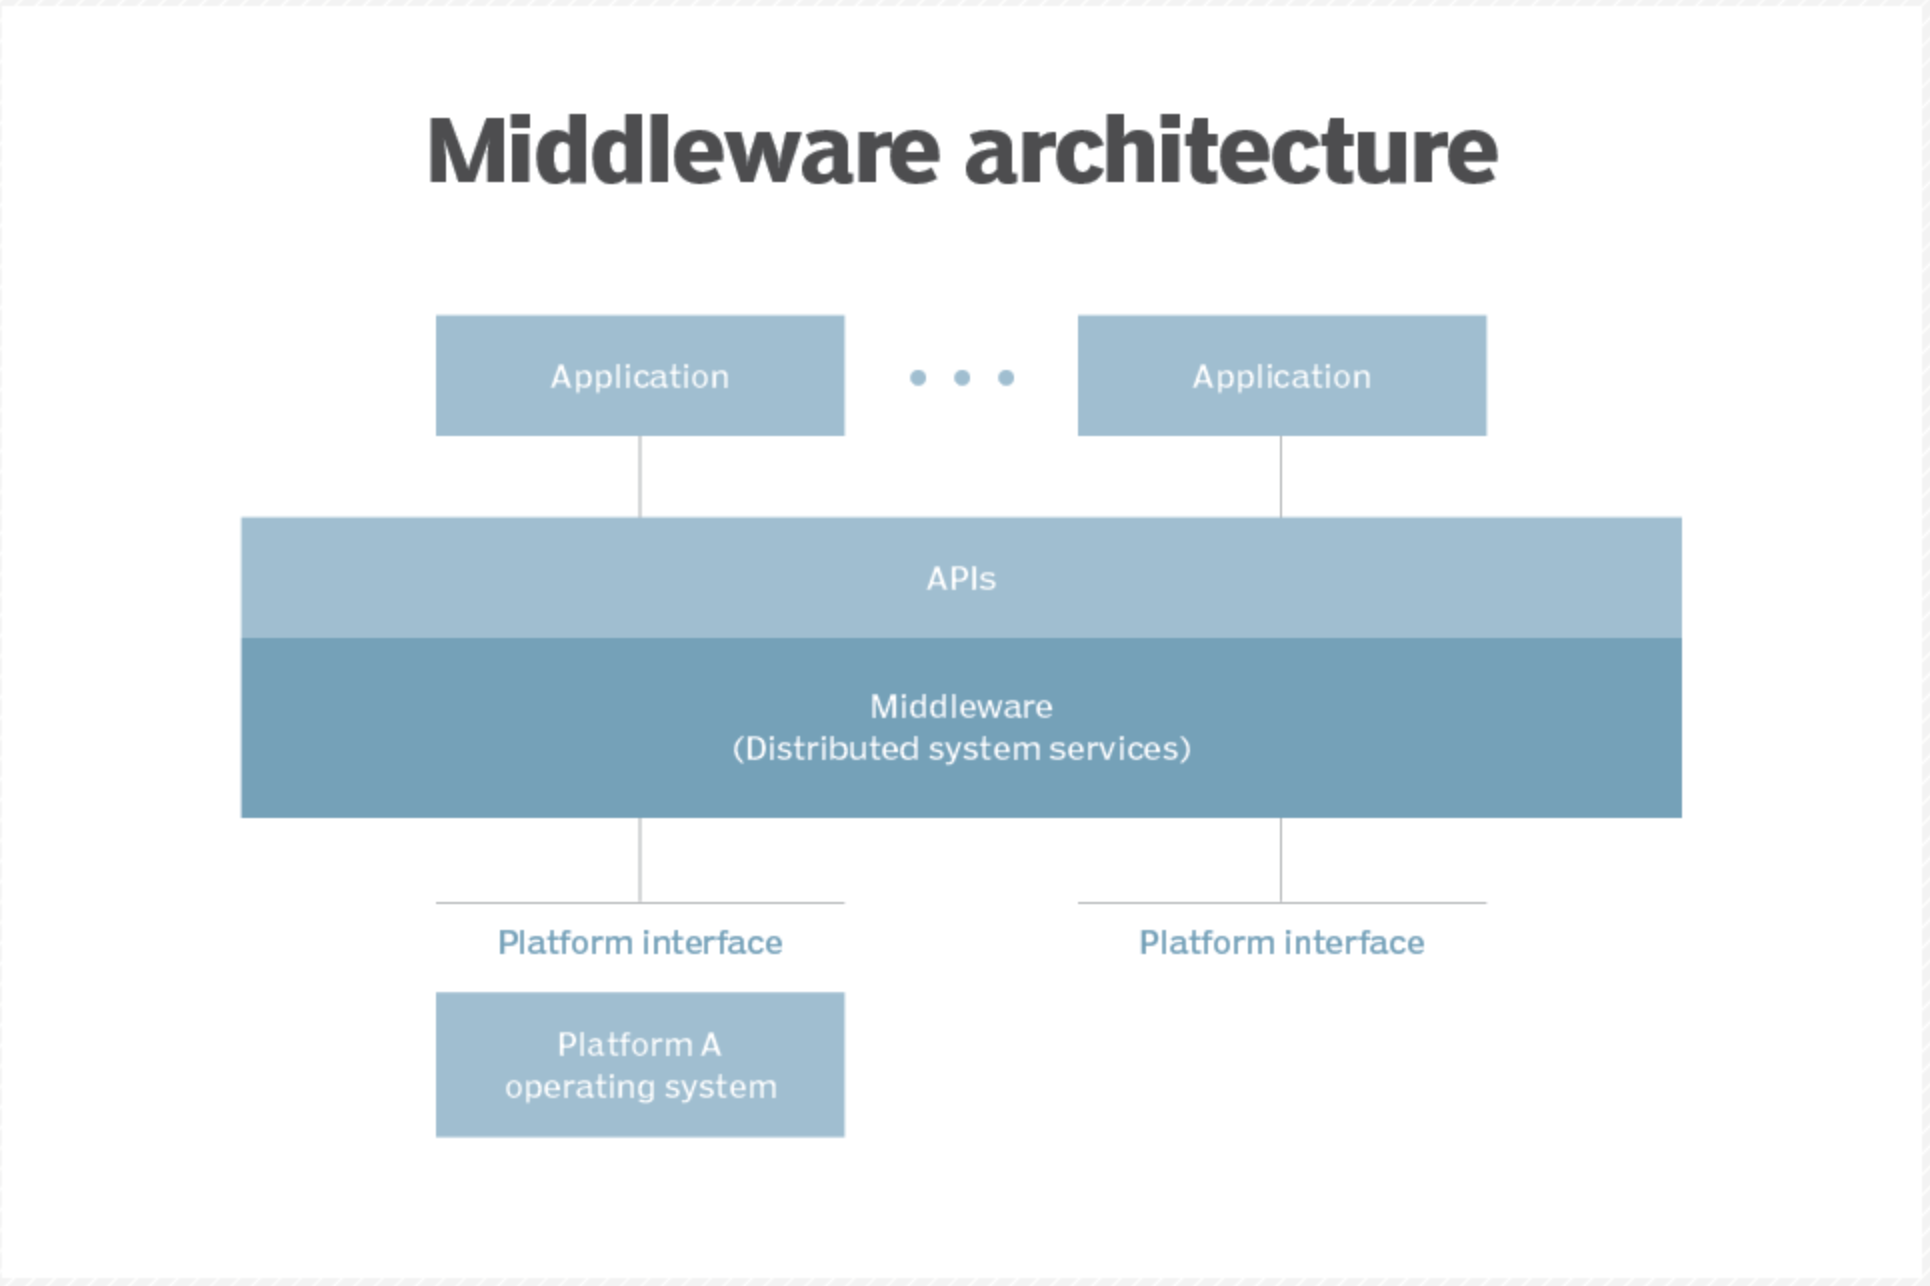 Middleware architecture
Application
Application
APIs
Middleware
(Distributed system services)
Platform interface
Platform interface
Platform A
operating system